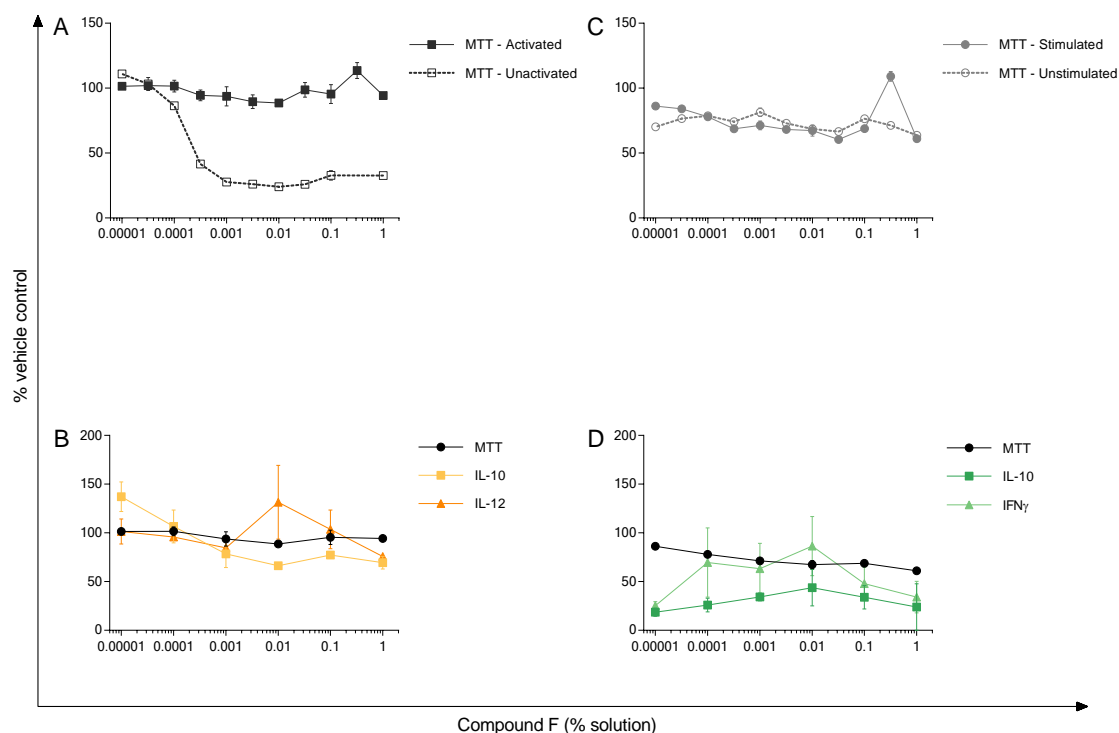 A
150
100
50
0
0.00001 0.0001 0.001 0.01 0.1 1
MTT - Activated
MTT - Unactivated
C
150
100
50
0
0.00001 0.0001 0.001 0.01 0.1 1
MTT - Stimulated
MTT - Unstimulated
% vehicle control
B
200
150
100
50
0
0.00001 0.0001 0.001 0.01 0.1 1
MTT
IL-10
IL-12
D
200
150
100
50
0
0.00001 0.0001 0.001 0.01 0.1 1
MTT
IL-10
IFNγ
Compound F (% solution)